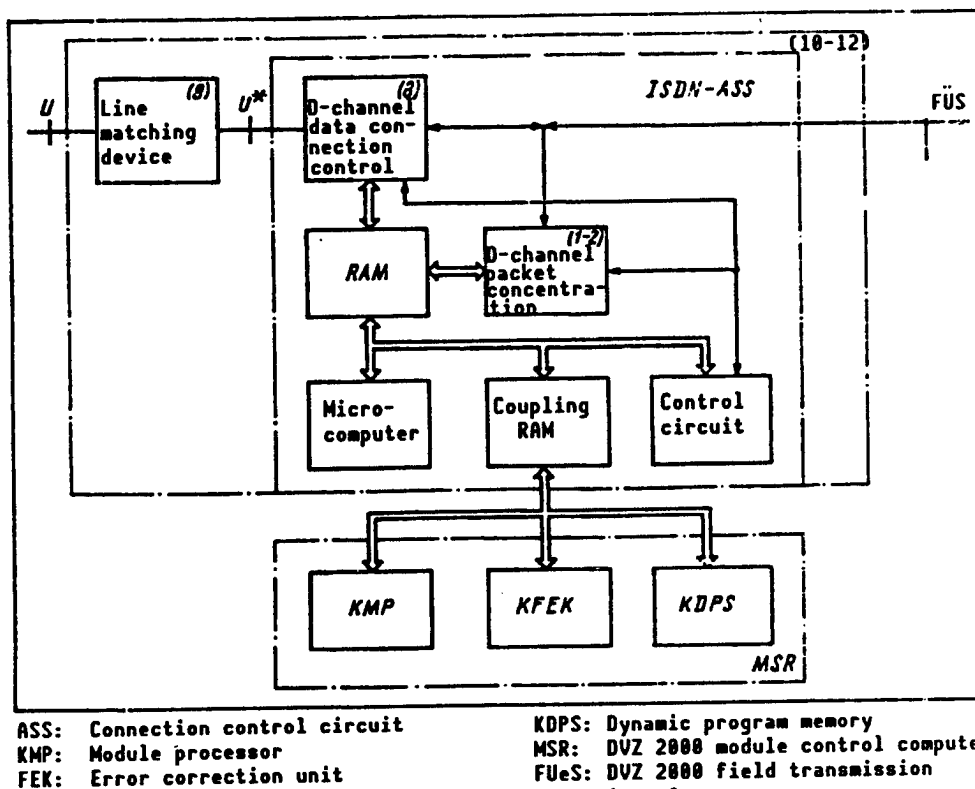 (10-12)
ISDN-ASS
FÜS
U
(8)
Line
matching
device
U*
(8)
D-channel
data con-
nection
control
RAM
(1-2)
D-channel
packet
concentra-
tion
Micro-
computer
Coupling
RAM
Control
circuit
KMP
KFEK
KDPS
MSR
ASS: Connection control circuit
KMP: Module processor
FEK: Error correction unit
KDPS: Dynamic program memory
MSR: DVZ 2000 module control compute
FUeS: DVZ 2000 field transmission